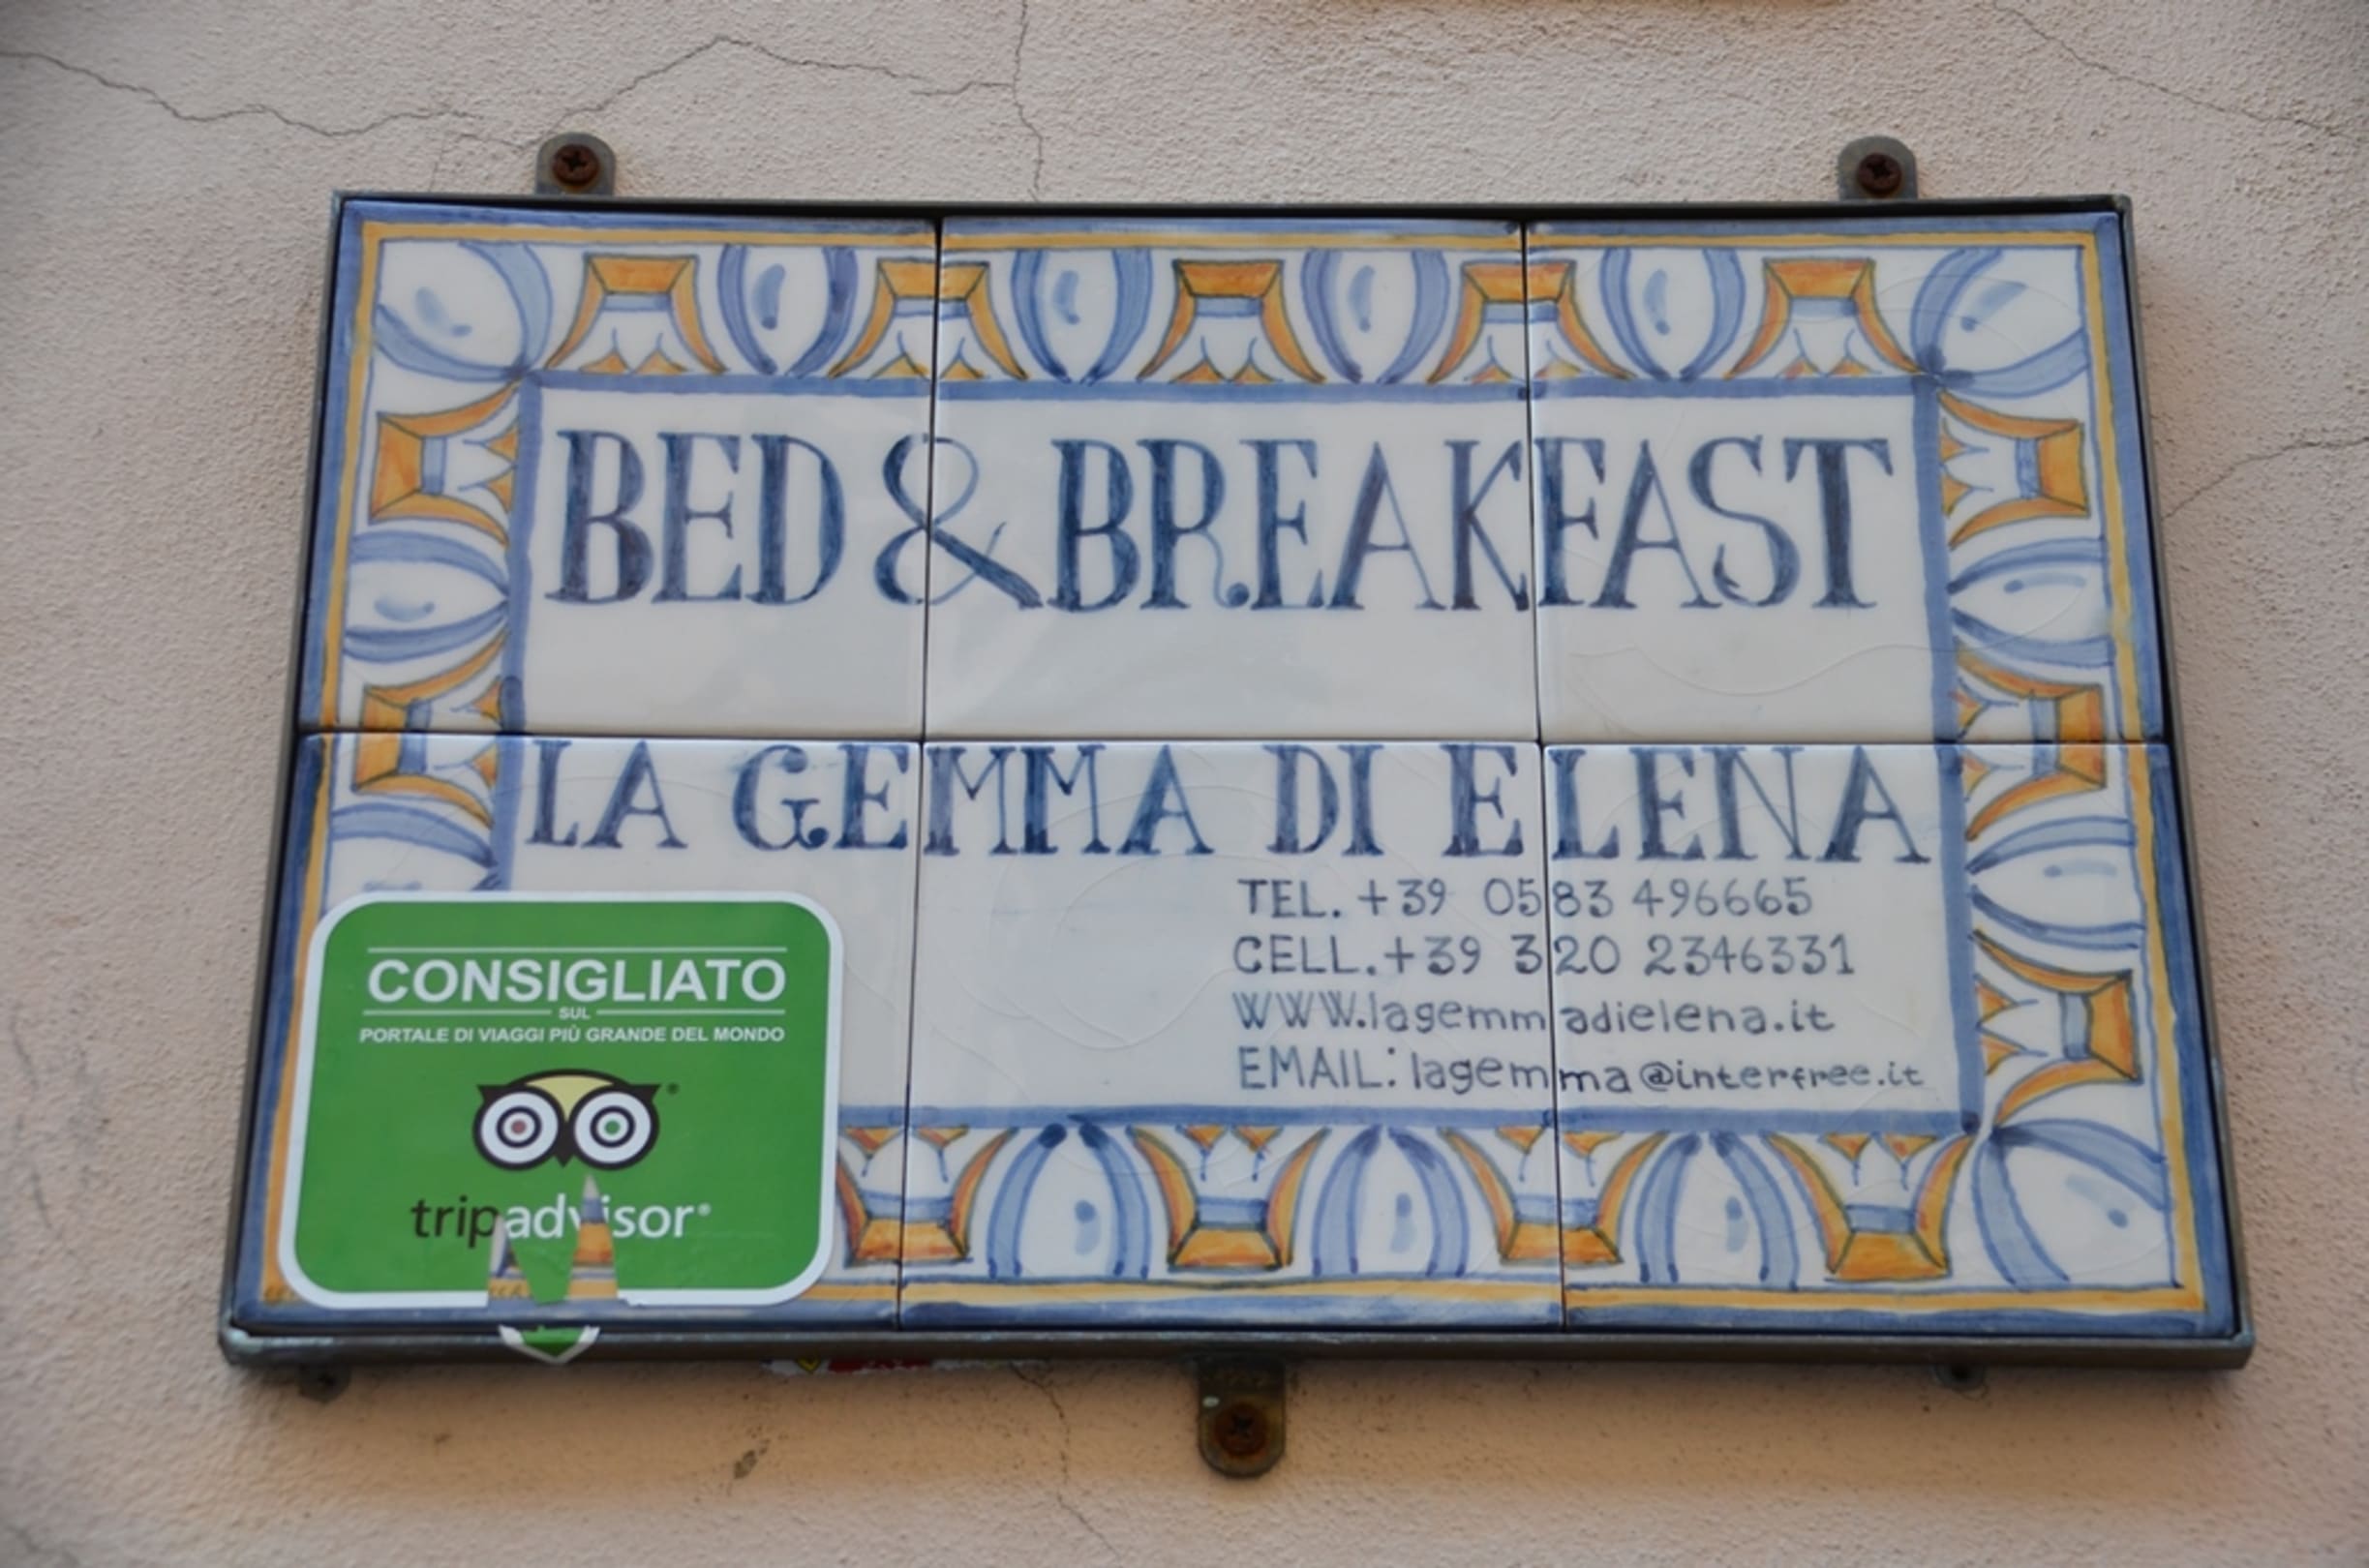 BED & BREAKFAST
LA GEMMA DI ELENA
TEL. +39 0583 496665
CELL.+39 320 2346331
WWW.lagemmadielena.it
EMAIL: lagemma@interfree.it
CONSIGLIATO
SUL
PORTALE DI VIAGGI PIÙ GRANDE DEL MONDO
tripadvisor®